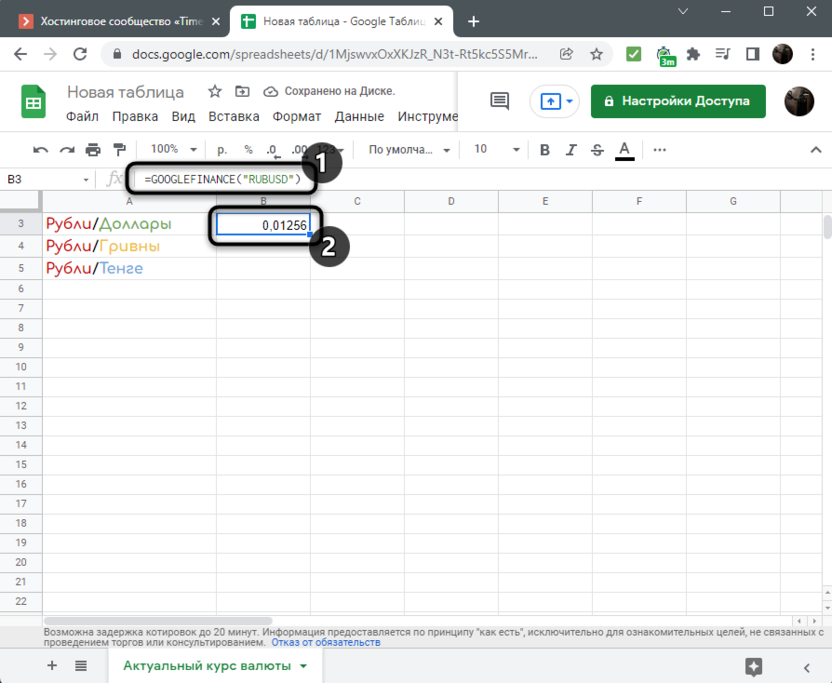 Хостинговое сообщество «Time
Новая таблица - Google Таблиц
docs.google.com/spreadsheets/d/1MjswvxOxXKJzR_N3t-Rt5kc5S5Mr...
3m
Новая таблица
Сохранено на Диске.
Файл Правка Вид Вставка Формат Данные Инструме
Настройки Доступа
100% р. % .0 .00 123 По умолча... 10 B I S A
1
B3 fx =GOOGLEFINANCE("RUBUSD")
A B C D E F G
3 Рубли/Доллары 0,01256
2
4 Рубли/Гривны
5 Рубли/Тенге
6
7
8
9
10
11
12
13
14
15
16
17
18
19
20
21
22
Возможна задержка котировок до 20 минут. Информация предоставляется по принципу "как есть", исключительно для ознакомительных целей, не связанных с
проведением торгов или консультированием. Отказ от обязательств
Актуальный курс валюты